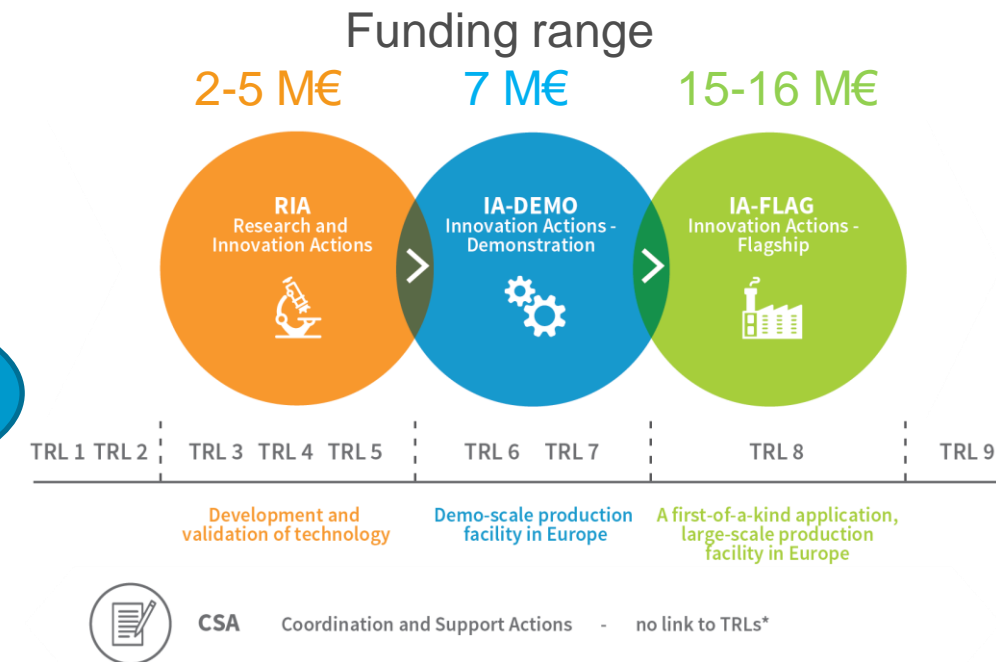 Funding range
2-5 M€
7 M€
15-16 M€
RIA
Research and
Innovation Actions
IA-DEMO
Innovation Actions -
Demonstration
IA-FLAG
Innovation Actions -
Flagship
TRL 1 TRL 2
TRL 3 TRL 4 TRL 5
TRL 6 TRL 7
TRL 8
TRL 9
Development and
validation of technology
Demo-scale production
facility in Europe
A first-of-a-kind application,
large-scale production
facility in Europe
CSA Coordination and Support Actions - no link to TRLs*